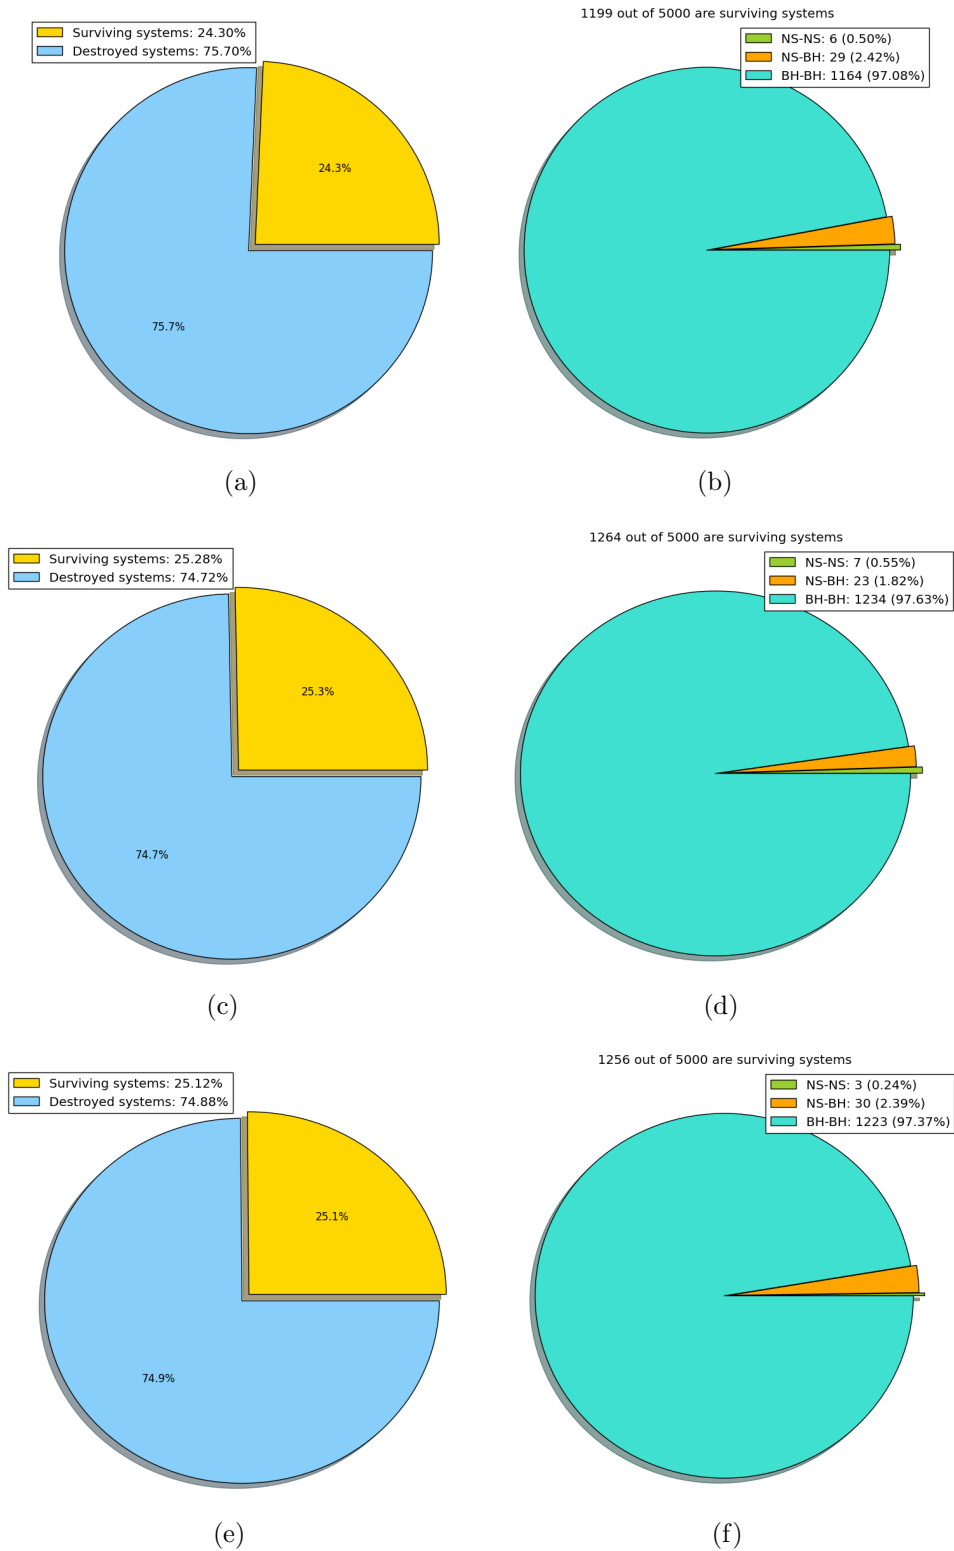 Surviving systems: 24.30%
Destroyed systems: 75.70%
24.3%
75.7%
(a)
1199 out of 5000 are surviving systems
NS-NS: 6 (0.50%)
NS-BH: 29 (2.42%)
BH-BH: 1164 (97.08%)
(b)
Surviving systems: 25.28%
Destroyed systems: 74.72%
25.3%
74.7%
(c)
1264 out of 5000 are surviving systems
NS-NS: 7 (0.55%)
NS-BH: 23 (1.82%)
BH-BH: 1234 (97.63%)
(d)
Surviving systems: 25.12%
Destroyed systems: 74.88%
25.1%
74.9%
(e)
1256 out of 5000 are surviving systems
NS-NS: 3 (0.24%)
NS-BH: 30 (2.39%)
BH-BH: 1223 (97.37%)
(f)